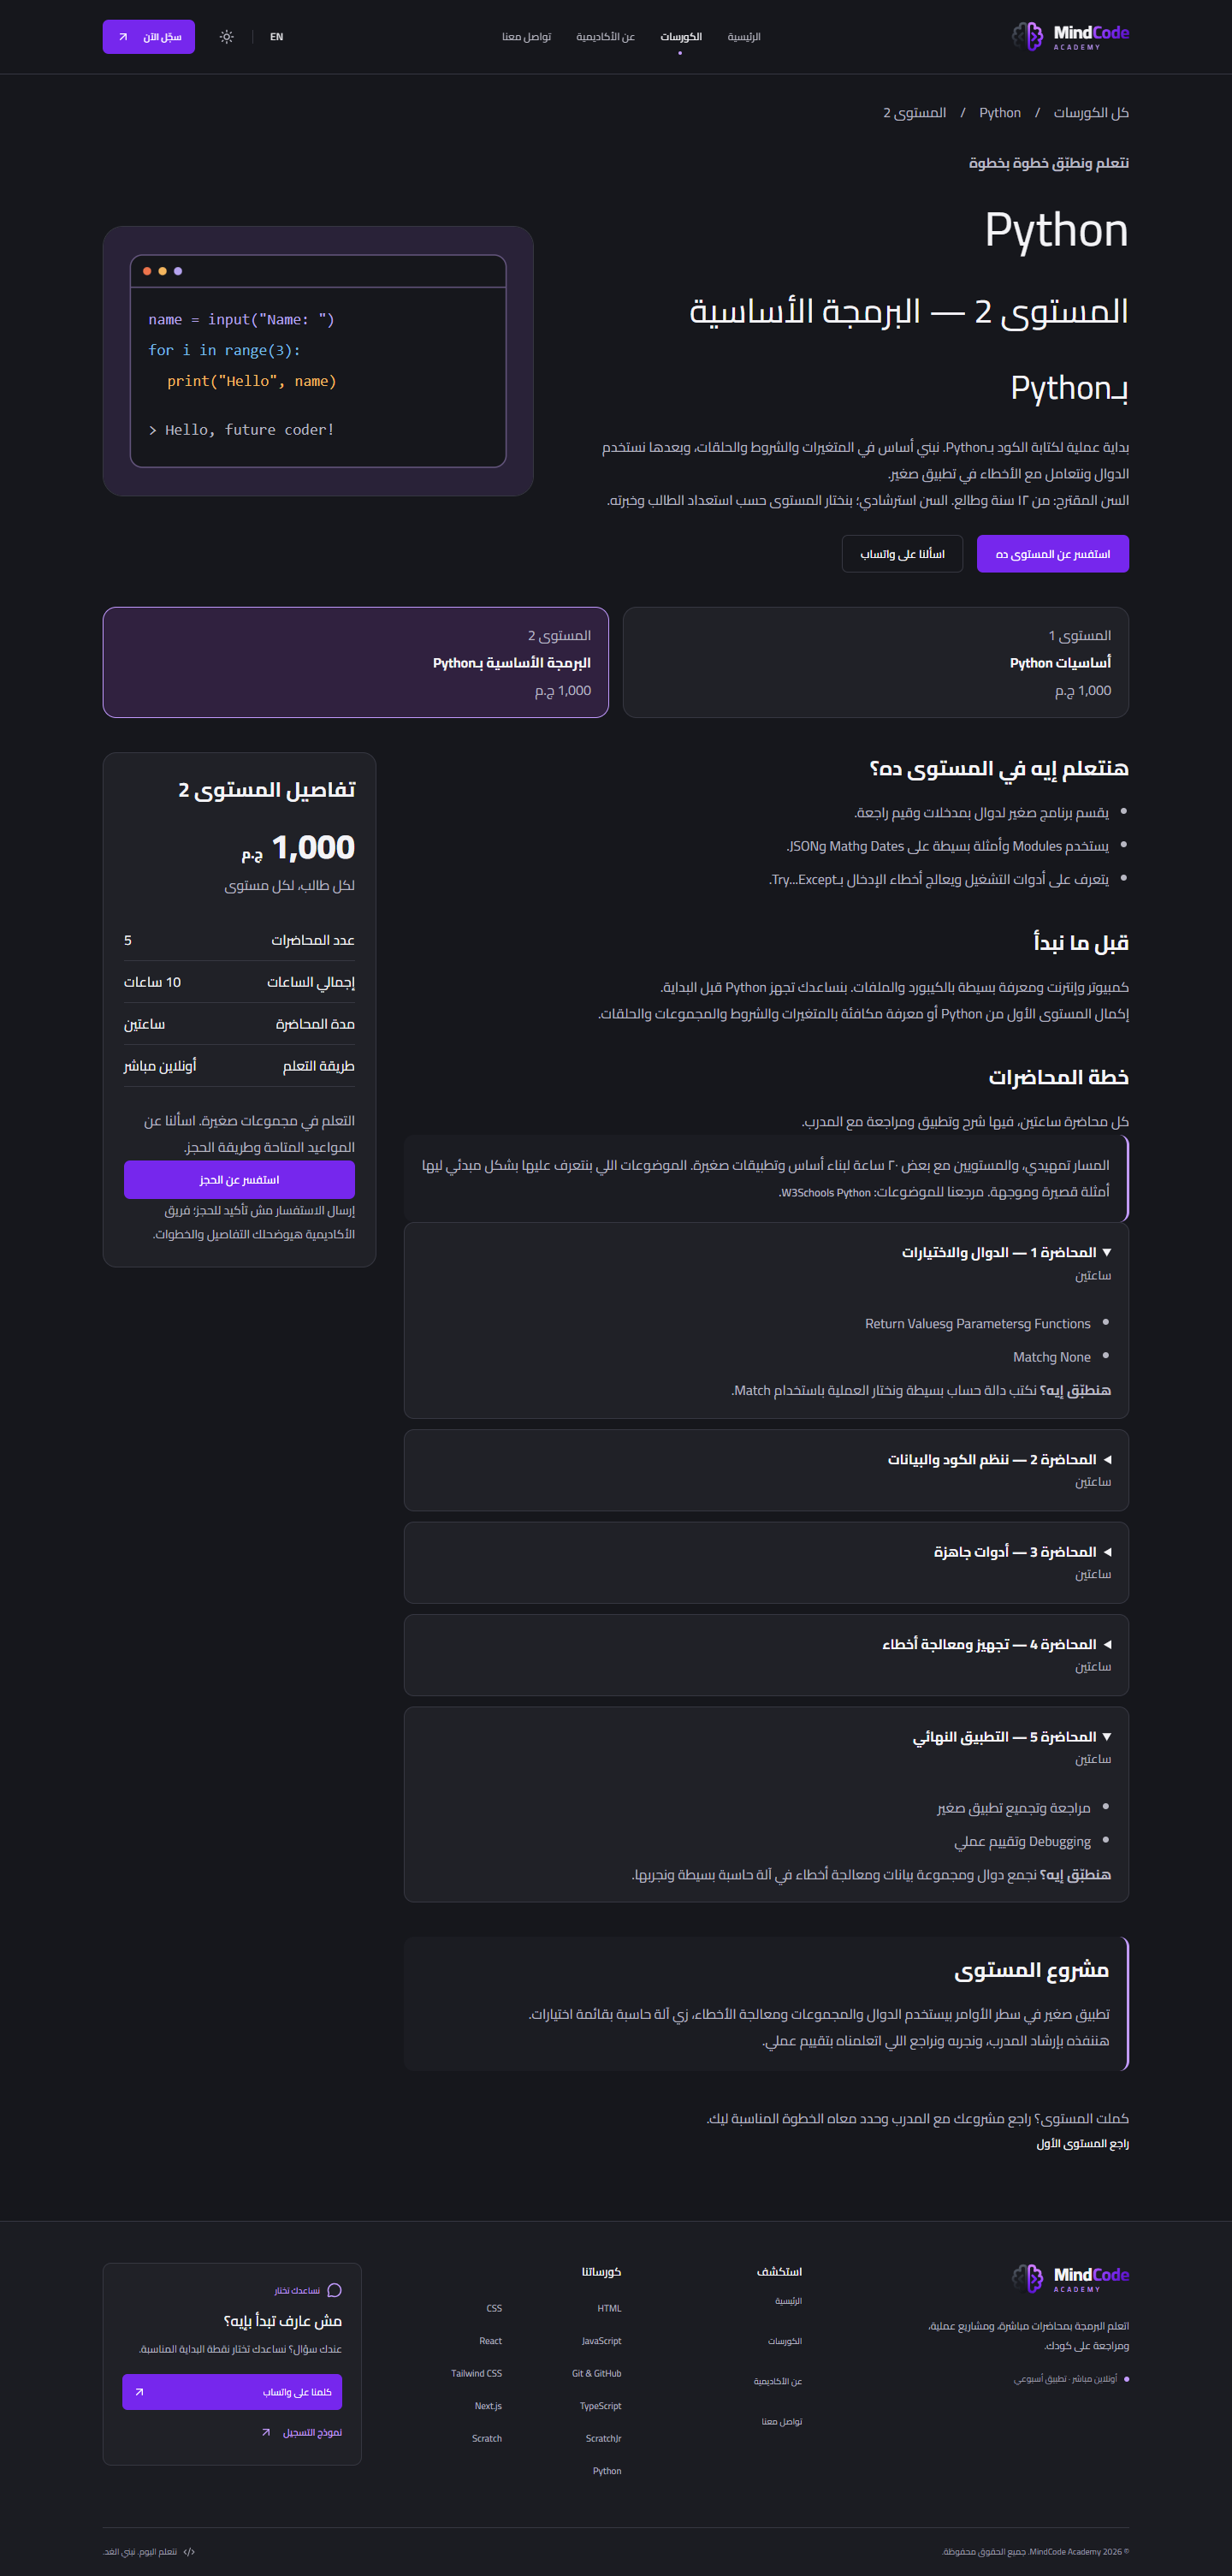 MindCode
ACADEMY
الرئيسية
الكورسات
عن الأكاديمية
تواصل معنا
EN
سجّل الآن
كل الكورسات / Python / المستوى 2
نتعلم ونطبّق خطوة بخطوة
Python
المستوى 2 — البرمجة الأساسية
بـPython
بداية عملية لكتابة الكود بـPython. نبني أساس في المتغيرات والشروط والحلقات، وبعدها نستخدم
الدوال ونتعامل مع الأخطاء في تطبيق صغير.
السن المقترح: من ١٢ سنة وطالع. السن استرشادي؛ بنختار المستوى حسب استعداد الطالب وخبرته.
استفسر عن المستوى ده
اسألنا على واتساب
name = input("Name: ")
for i in range(3):
print("Hello", name)
> Hello, future coder!
المستوى 1
أساسيات Python
1,000 ج.م
المستوى 2
البرمجة الأساسية بـPython
1,000 ج.م
هنتعلم إيه في المستوى ده؟
يقسم برنامج صغير لدوال بمدخلات وقيم راجعة.
يستخدم Modules وأمثلة بسيطة على Dates وMath وJSON.
يتعرف على أدوات التشغيل ويعالج أخطاء الإدخال بـTry...Except.
قبل ما نبدأ
كمبيوتر وإنترنت ومعرفة بسيطة بالكيبورد والملفات. بنساعدك تجهز Python قبل البداية.
إكمال المستوى الأول من Python أو معرفة مكافئة بالمتغيرات والشروط والمجموعات والحلقات.
خطة المحاضرات
كل محاضرة ساعتين، فيها شرح وتطبيق ومراجعة مع المدرب.
المسار تمهيدي، والمستويين مع بعض ٢٠ ساعة لبناء أساس وتطبيقات صغيرة. الموضوعات اللي بنتعرف عليها بشكل مبدئي ليها
أمثلة قصيرة وموجهة. مرجعنا للموضوعات: W3Schools Python.
المحاضرة 1 — الدوال والاختيارات
ساعتين
Functions وParameters وReturn Values
None وMatch
هنطبّق إيه؟ نكتب دالة حساب بسيطة ونختار العملية باستخدام Match.
المحاضرة 2 — ننظم الكود والبيانات
ساعتين
المحاضرة 3 — أدوات جاهزة
ساعتين
المحاضرة 4 — تجهيز ومعالجة أخطاء
ساعتين
المحاضرة 5 — التطبيق النهائي
ساعتين
مراجعة وتجميع تطبيق صغير
Debugging وتقييم عملي
هنطبّق إيه؟ نجمع دوال ومجموعة بيانات ومعالجة أخطاء في آلة حاسبة بسيطة ونجربها.
مشروع المستوى
تطبيق صغير في سطر الأوامر بيستخدم الدوال والمجموعات ومعالجة الأخطاء، زي آلة حاسبة بقائمة اختيارات.
هننفذه بإرشاد المدرب، ونجربه ونراجع اللي اتعلمناه بتقييم عملي.
كملت المستوى؟ راجع مشروعك مع المدرب وحدد معاه الخطوة المناسبة ليك.
راجع المستوى الأول
تفاصيل المستوى 2
1,000 ج.م
لكل طالب، لكل مستوى
عدد المحاضرات 5
إجمالي الساعات 10 ساعات
مدة المحاضرة ساعتين
طريقة التعلم أونلاين مباشر
التعلم في مجموعات صغيرة. اسألنا عن
المواعيد المتاحة وطريقة الحجز.
استفسر عن الحجز
إرسال الاستفسار مش تأكيد للحجز؛ فريق
الأكاديمية هيوضحلك التفاصيل والخطوات.
MindCode
ACADEMY
اتعلم البرمجة بمحاضرات مباشرة، ومشاريع عملية،
ومراجعة على كودك.
أونلاين مباشر · تطبيق أسبوعي
استكشف
الرئيسية
الكورسات
عن الأكاديمية
تواصل معنا
كورساتنا
HTML
CSS
JavaScript
React
Git & GitHub
Tailwind CSS
TypeScript
Next.js
ScratchJr
Scratch
Python
نساعدك تختار
مش عارف تبدأ بإيه؟
عندك سؤال؟ نساعدك تختار نقطة البداية المناسبة.
كلمنا على واتساب
نموذج التسجيل
© 2026 MindCode Academy. جميع الحقوق محفوظة.
نتعلم اليوم. نبني الغد.